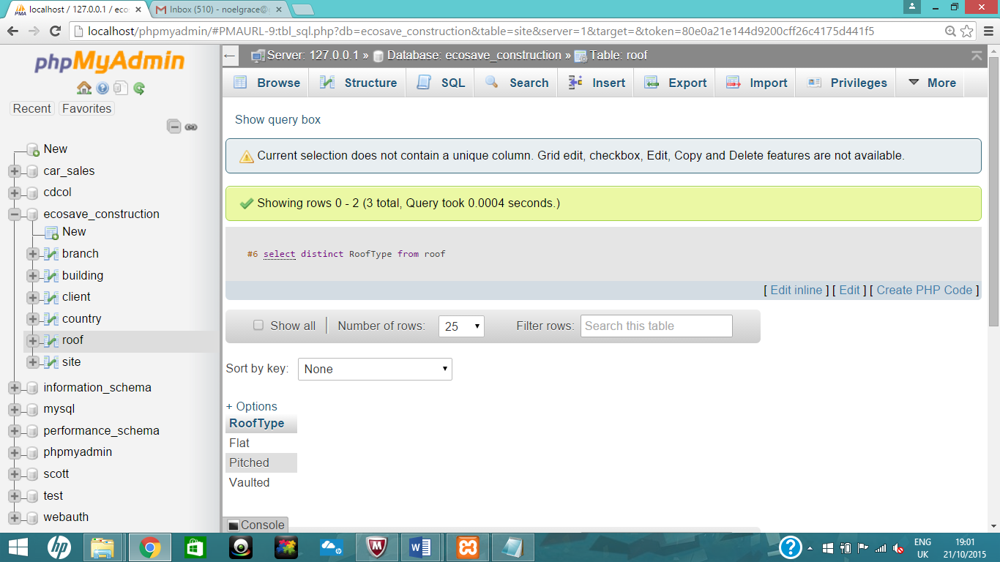 localhost / 127.0.0.1 / eco
Inbox (510) - noelgrace@
localhost/phpmyadmin/#PMAURL-9:tbl_sql.php?db=ecosave_construction&table=site&server=1&target=&token=80e0a21e144d9200cff26c4175d441f5
phpMyAdmin
Recent Favorites
New
car_sales
cdcol
ecosave_construction
New
branch
building
client
country
roof
site
information_schema
mysql
performance_schema
phpmyadmin
scott
test
webauth
Server: 127.0.0.1 » Database: ecosave_construction » Table: roof
Browse Structure SQL Search Insert Export Import Privileges More
Show query box
Current selection does not contain a unique column. Grid edit, checkbox, Edit, Copy and Delete features are not available.
Showing rows 0 - 2 (3 total, Query took 0.0004 seconds.)
#6 select distinct RoofType from roof
[ Edit inline ] [ Edit ] [ Create PHP Code ]
Show all Number of rows: 25 Filter rows: Search this table
Sort by key: None
+ Options
RoofType
Flat
Pitched
Vaulted
Console
ENG 19:01
UK 21/10/2015